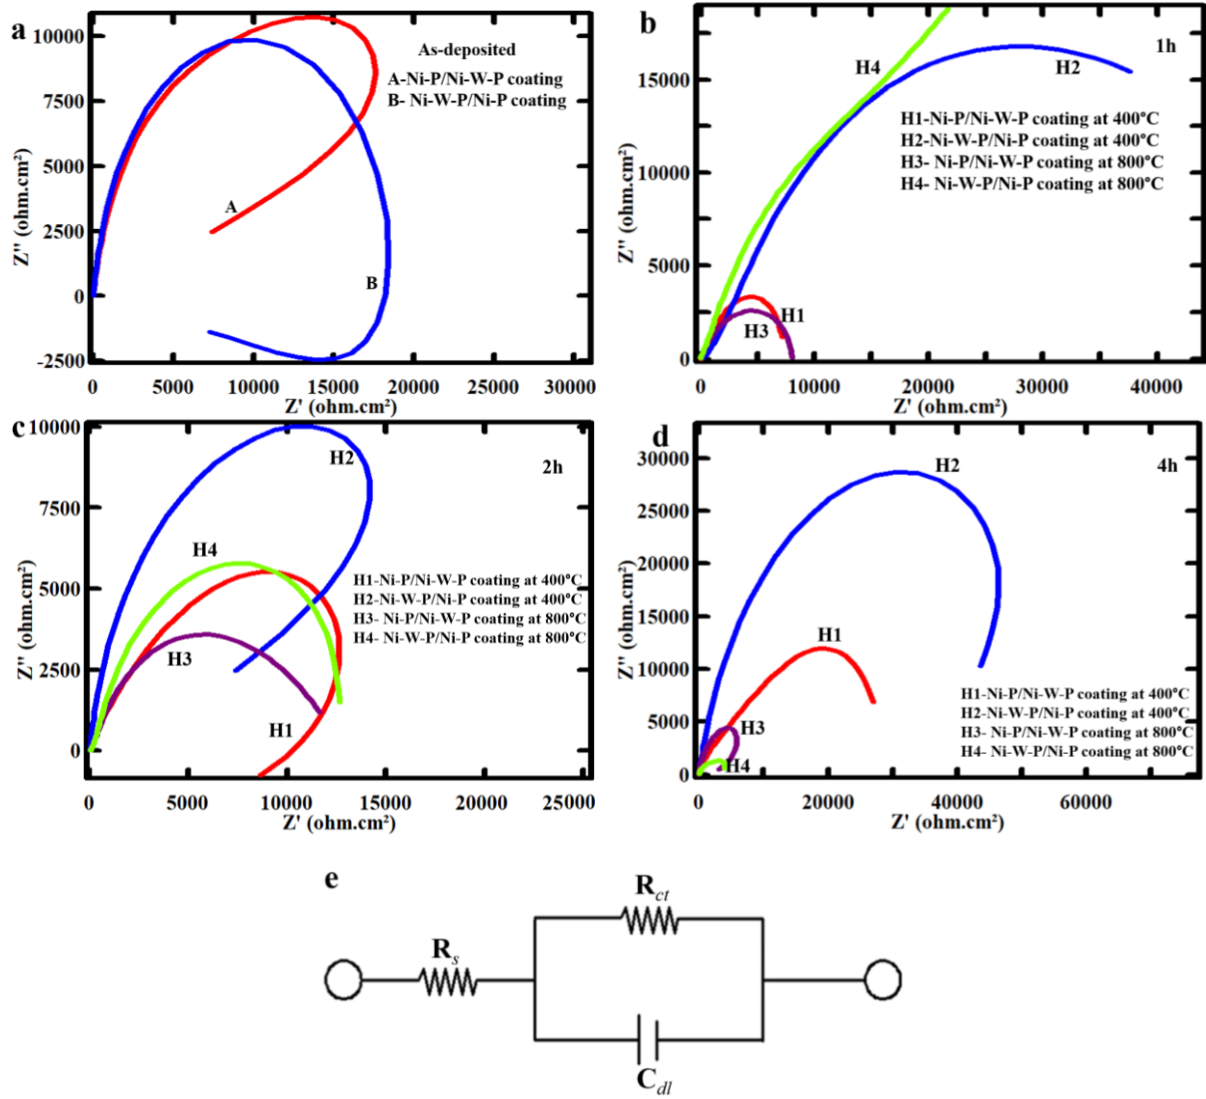 a
As-deposited
A-Ni-P/Ni-W-P coating
B- Ni-W-P/Ni-P coating
A
B
Z'' (ohm.cm²)
10000
7500
5000
2500
0
-2500
0 5000 10000 15000 20000 25000 30000
Z' (ohm.cm²)
b
1h
H4
H2
H1-Ni-P/Ni-W-P coating at 400°C
H2-Ni-W-P/Ni-P coating at 400°C
H3- Ni-P/Ni-W-P coating at 800°C
H4- Ni-W-P/Ni-P coating at 800°C
H1
H3
Z'' (ohm.cm²)
15000
10000
5000
0
0 10000 20000 30000 40000
Z' (ohm.cm²)
c
2h
H2
H4
H3
H1
H1-Ni-P/Ni-W-P coating at 400°C
H2-Ni-W-P/Ni-P coating at 400°C
H3- Ni-P/Ni-W-P coating at 800°C
H4- Ni-W-P/Ni-P coating at 800°C
Z'' (ohm.cm²)
10000
7500
5000
2500
0
0 5000 10000 15000 20000 25000
Z' (ohm.cm²)
d
4h
H2
H1
H3
H4
H1-Ni-P/Ni-W-P coating at 400°C
H2-Ni-W-P/Ni-P coating at 400°C
H3- Ni-P/Ni-W-P coating at 800°C
H4- Ni-W-P/Ni-P coating at 800°C
Z'' (ohm.cm²)
30000
25000
20000
15000
10000
5000
0
0 20000 40000 60000
Z' (ohm.cm²)
e
R_ct
R_s
C_dl